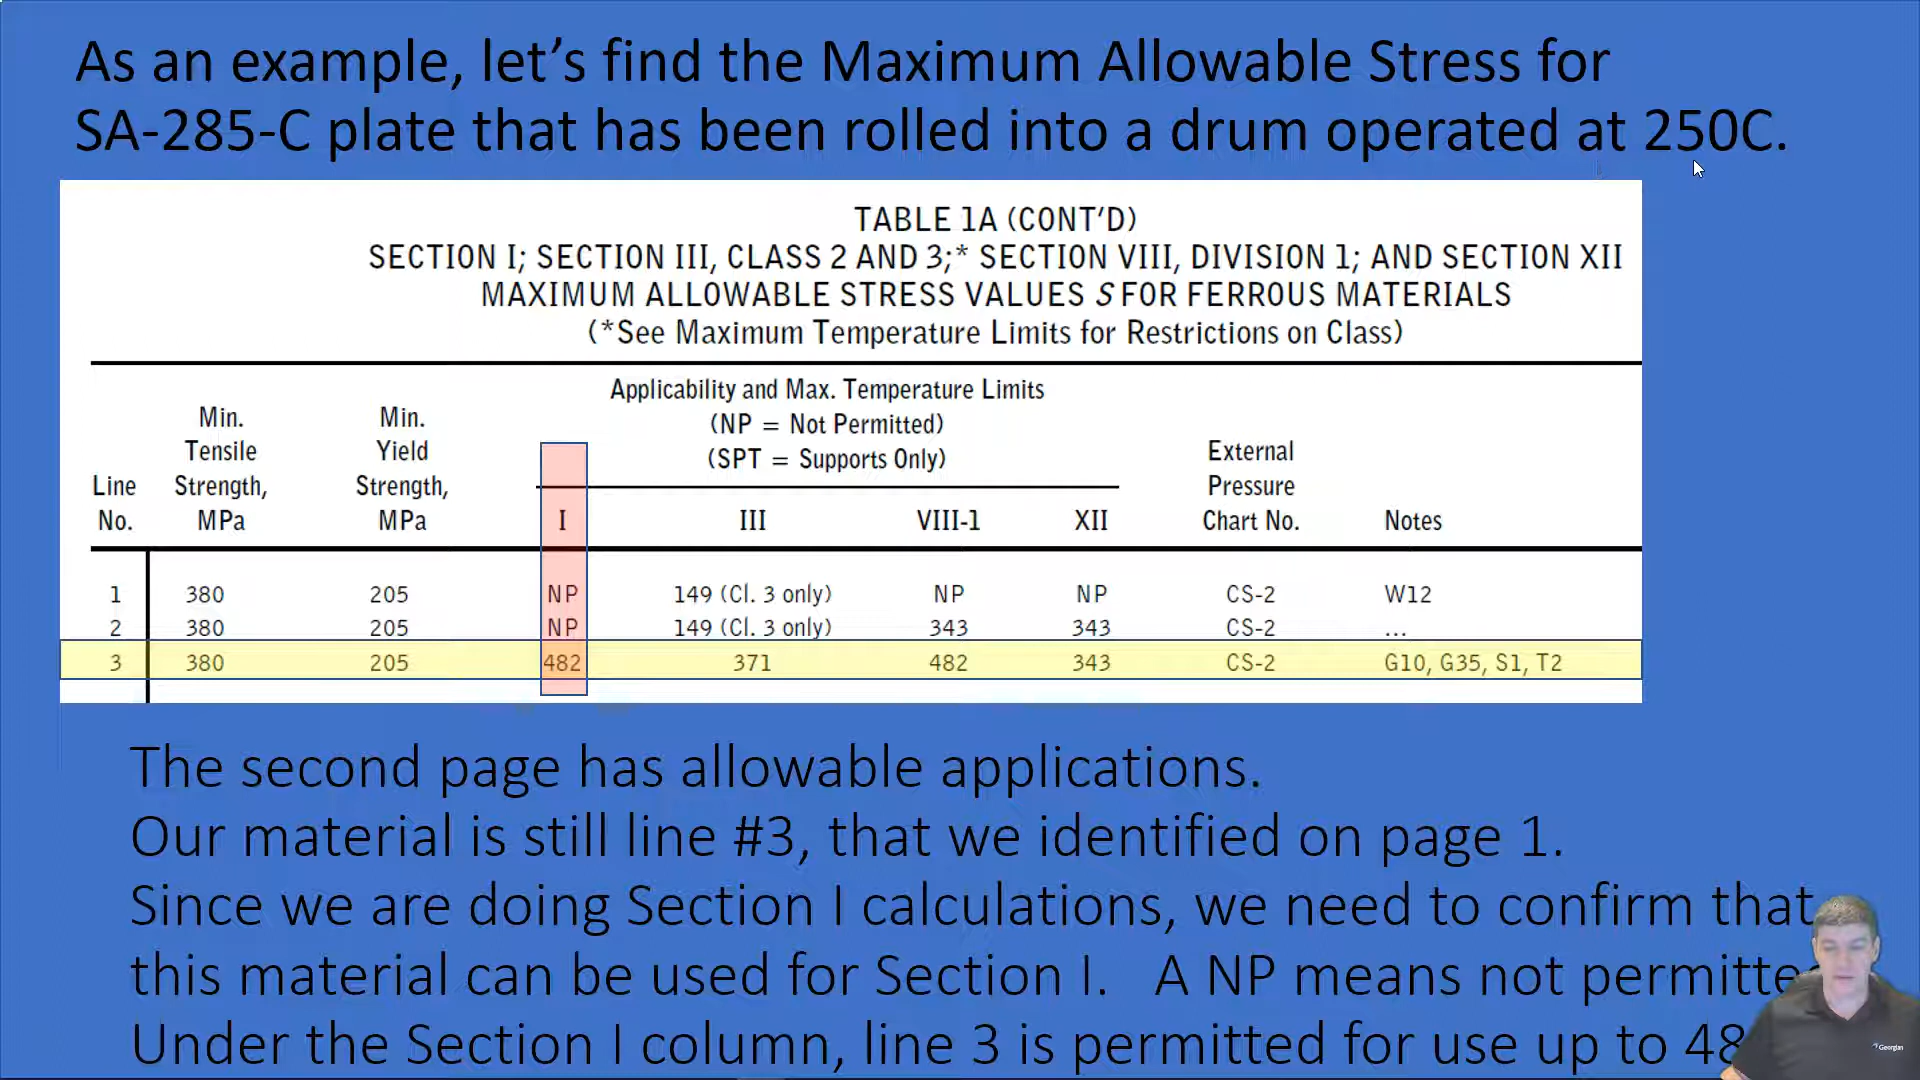 As an example, let’s find the Maximum Allowable Stress for
SA-285-C plate that has been rolled into a drum operated at 250C.
TABLE 1A (CONT’D)
SECTION I; SECTION III, CLASS 2 AND 3;* SECTION VIII, DIVISION 1; AND SECTION XII
MAXIMUM ALLOWABLE STRESS VALUES S FOR FERROUS MATERIALS
(*See Maximum Temperature Limits for Restrictions on Class)
Applicability and Max. Temperature Limits
(NP = Not Permitted)
(SPT = Supports Only)
Line No.
Min. Tensile Strength, MPa
Min. Yield Strength, MPa
I III VIII-1 XII
External Pressure Chart No.
Notes
1 380 205 NP 149 (Cl. 3 only) NP NP CS-2 W12
2 380 205 NP 149 (Cl. 3 only) 343 343 CS-2 ...
3 380 205 482 371 482 343 CS-2 G10, G35, S1, T2
The second page has allowable applications.
Our material is still line #3, that we identified on page 1.
Since we are doing Section I calculations, we need to confirm that
this material can be used for Section I. A NP means not permitte
Under the Section I column, line 3 is permitted for use up to 48
Georgian